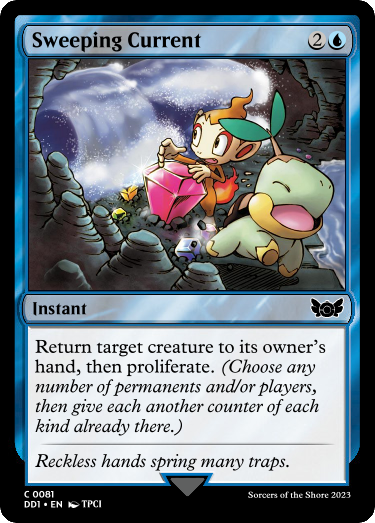 Sweeping Current 2
Instant
Return target creature to its owner's
hand, then proliferate. (Choose any
number of permanents and/or players,
then give each another counter of each
kind already there.)
Reckless hands spring many traps.
C 0081
DD1 • EN TPCI
Sorcers of the Shore 2023